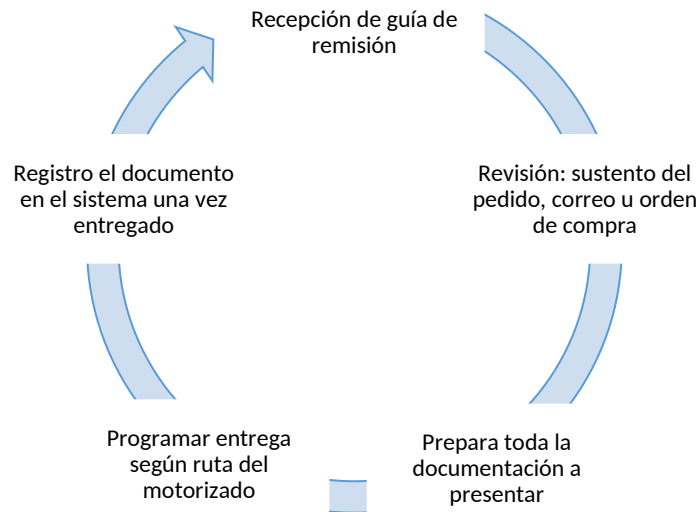 Recepción de guía de
remisión
Revisión: sustento del
pedido, correo u orden
de compra
Prepara toda la
documentación a
presentar
Programar entrega
según ruta del
motorizado
Registro el documento
en el sistema una vez
entregado